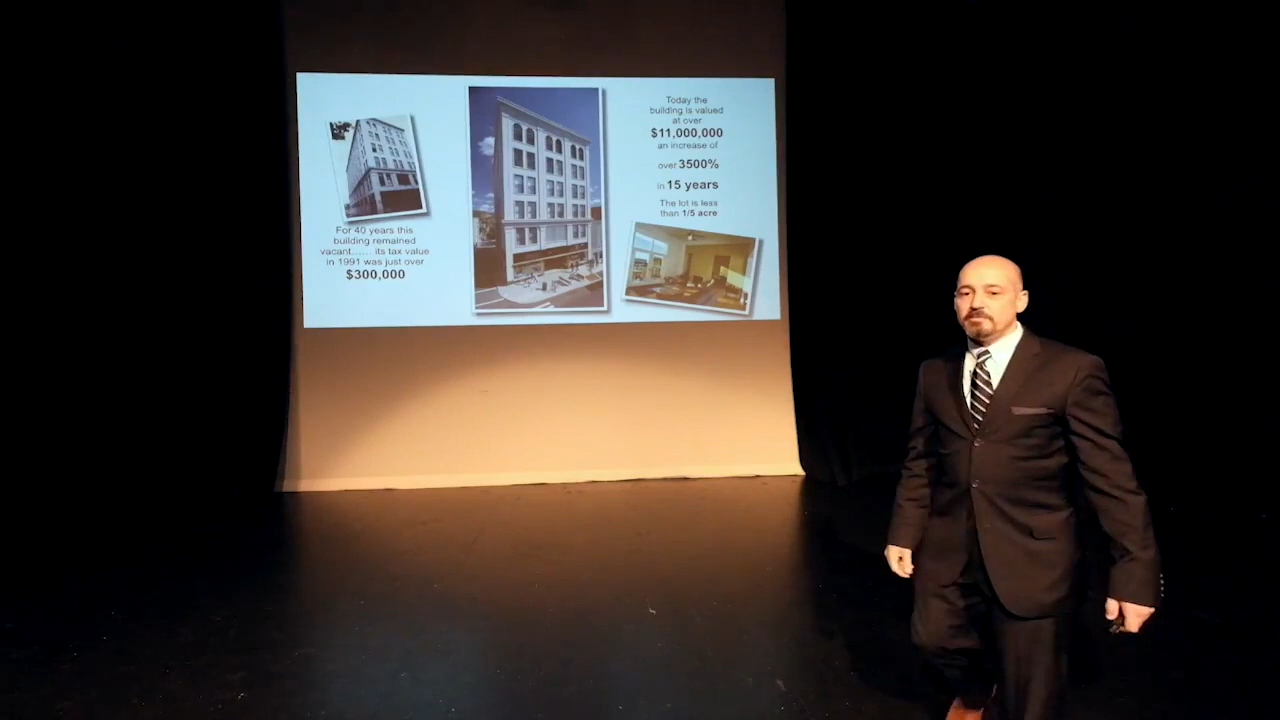 For 40 years this
building remained
vacant...... its tax value
in 1991 was just over
$300,000
Today the
building is valued
at over
$11,000,000
an increase of
over 3500%
in 15 years
The lot is less
than 1/5 acre